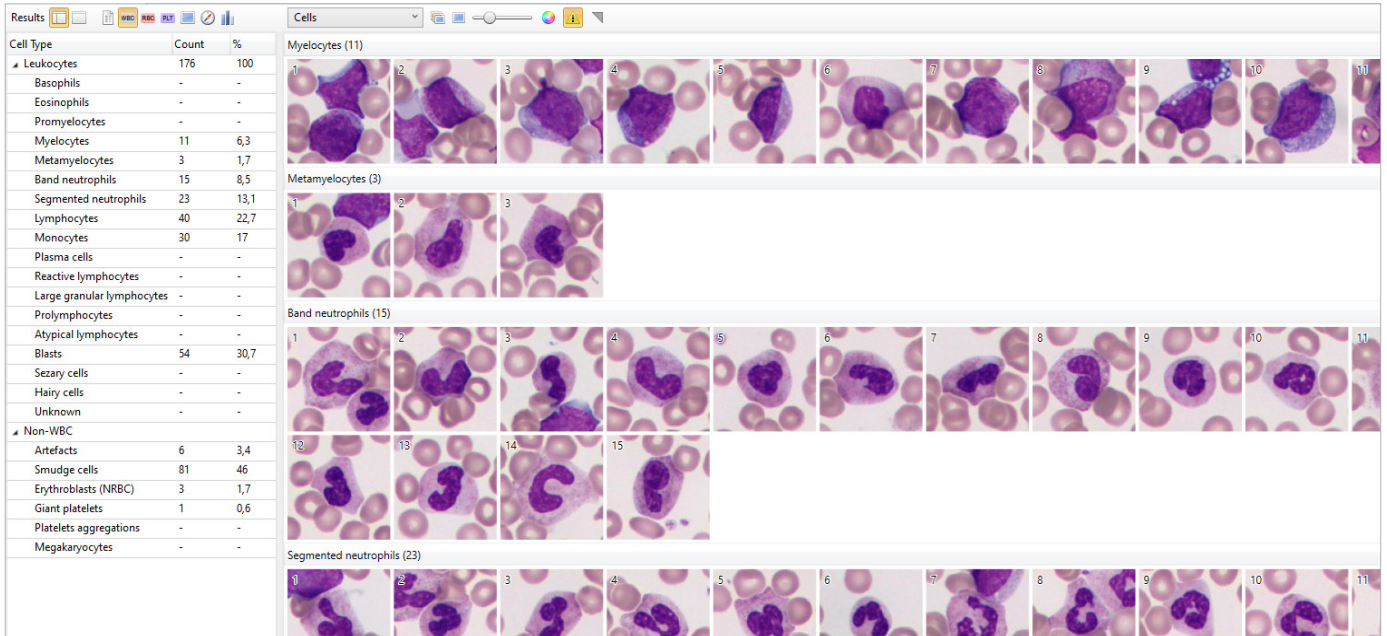 Results WBC RBC PLT
Cell Type Count %
Leukocytes 176 100
Basophils - -
Eosinophils - -
Promyelocytes - -
Myelocytes 11 6,3
Metamyelocytes 3 1,7
Band neutrophils 15 8,5
Segmented neutrophils 23 13,1
Lymphocytes 40 22,7
Monocytes 30 17
Plasma cells - -
Reactive lymphocytes - -
Large granular lymphocytes - -
Prolymphocytes - -
Atypical lymphocytes - -
Blasts 54 30,7
Sezary cells - -
Hairy cells - -
Unknown - -
Non-WBC
Artefacts 6 3,4
Smudge cells 81 46
Erythroblasts (NRBC) 3 1,7
Giant platelets 1 0,6
Platelets aggregations - -
Megakaryocytes - -
Cells
Myelocytes (11)
1 2 3 4 5 6 7 8 9 10 11
Metamyelocytes (3)
1 2 3
Band neutrophils (15)
1 2 3 4 5 6 7 8 9 10 11
12 13 14 15
Segmented neutrophils (23)
1 2 3 4 5 6 7 8 9 10 11